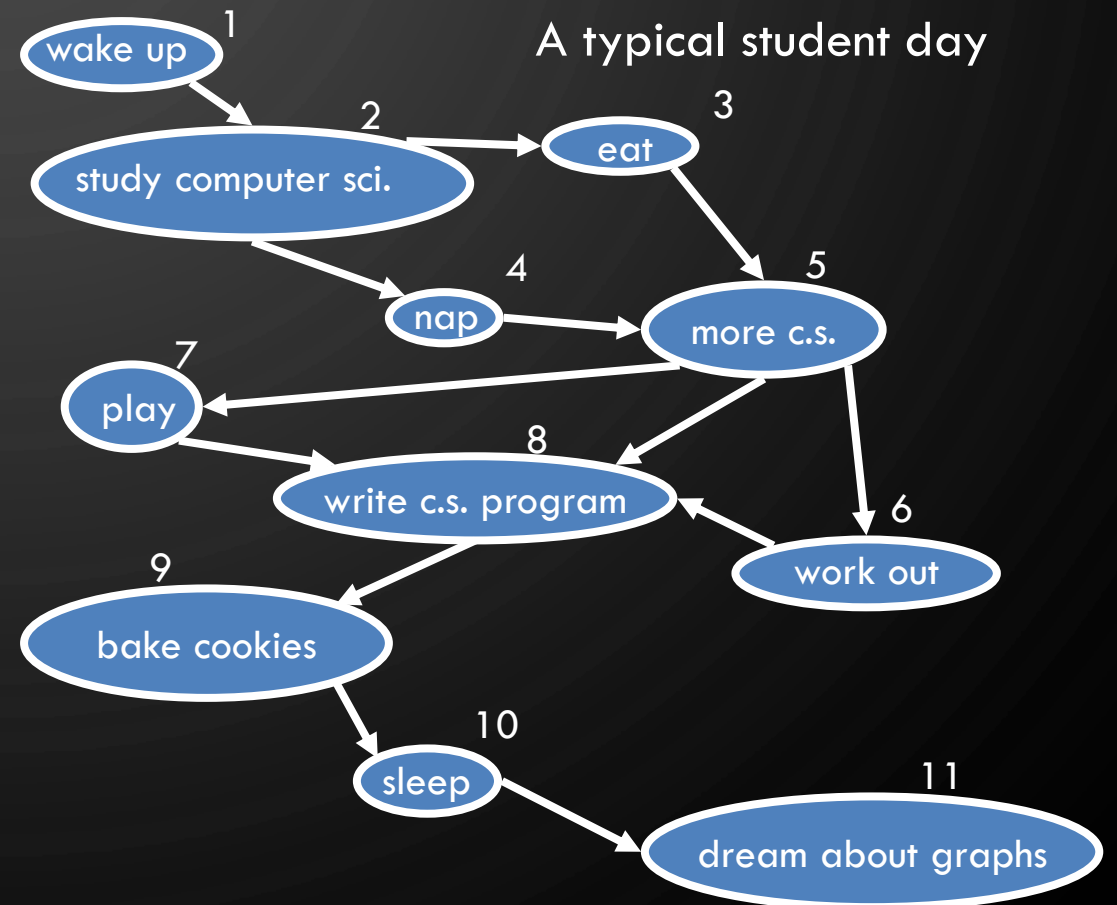 A typical student day
1
wake up
2
study computer sci.
3
eat
4
nap
5
more c.s.
7
play
8
write c.s. program
6
work out
9
bake cookies
10
sleep
11
dream about graphs